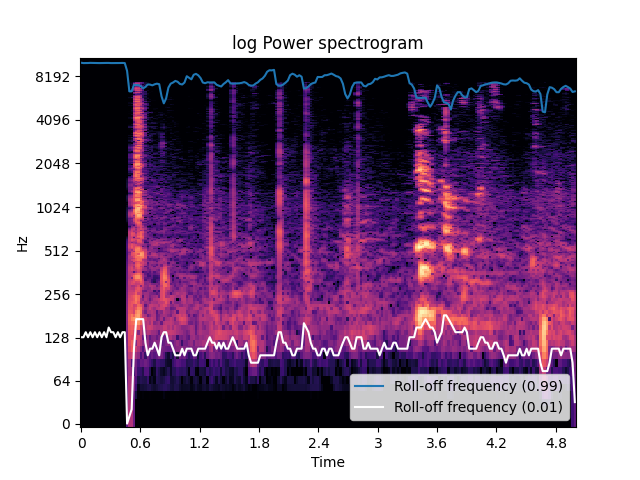 log Power spectrogram
8192
4096
2048
1024
512
256
128
64
0
Hz
Roll-off frequency (0.99)
Roll-off frequency (0.01)
0 0.6 1.2 1.8 2.4 3 3.6 4.2 4.8
Time